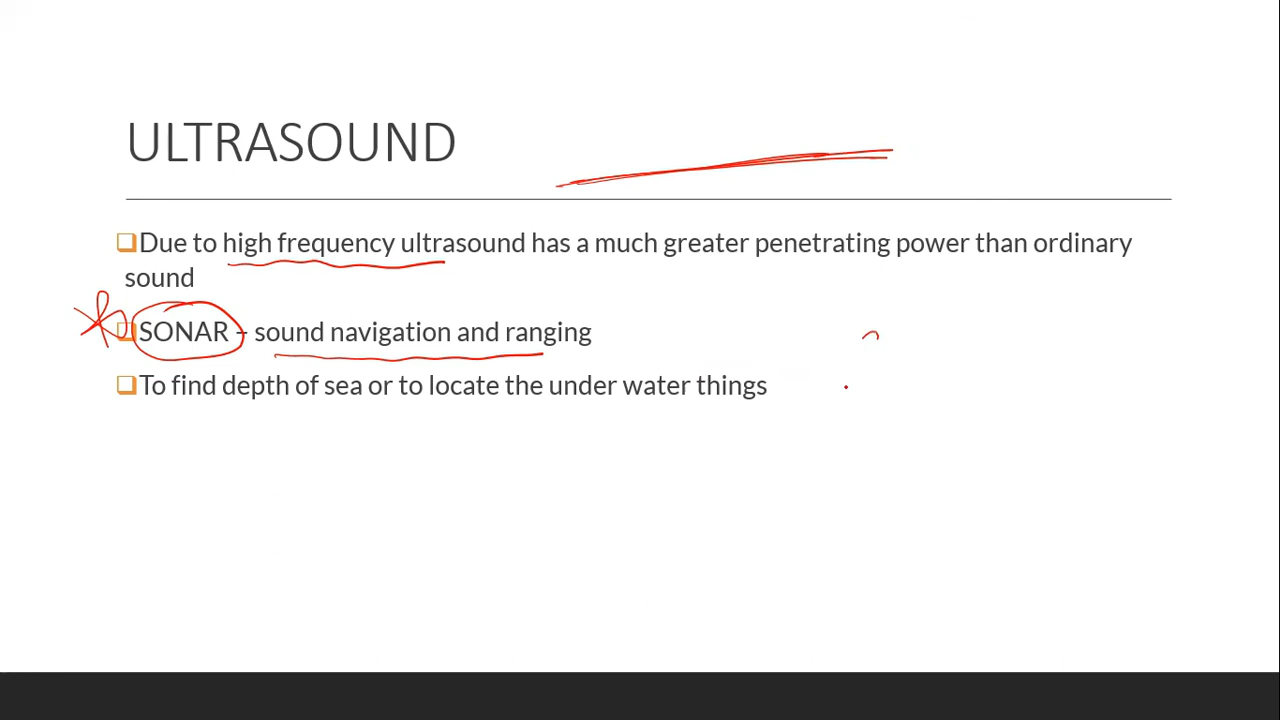 ULTRASOUND
Due to high frequency ultrasound has a much greater penetrating power than ordinary
sound
SONAR – sound navigation and ranging
To find depth of sea or to locate the under water things